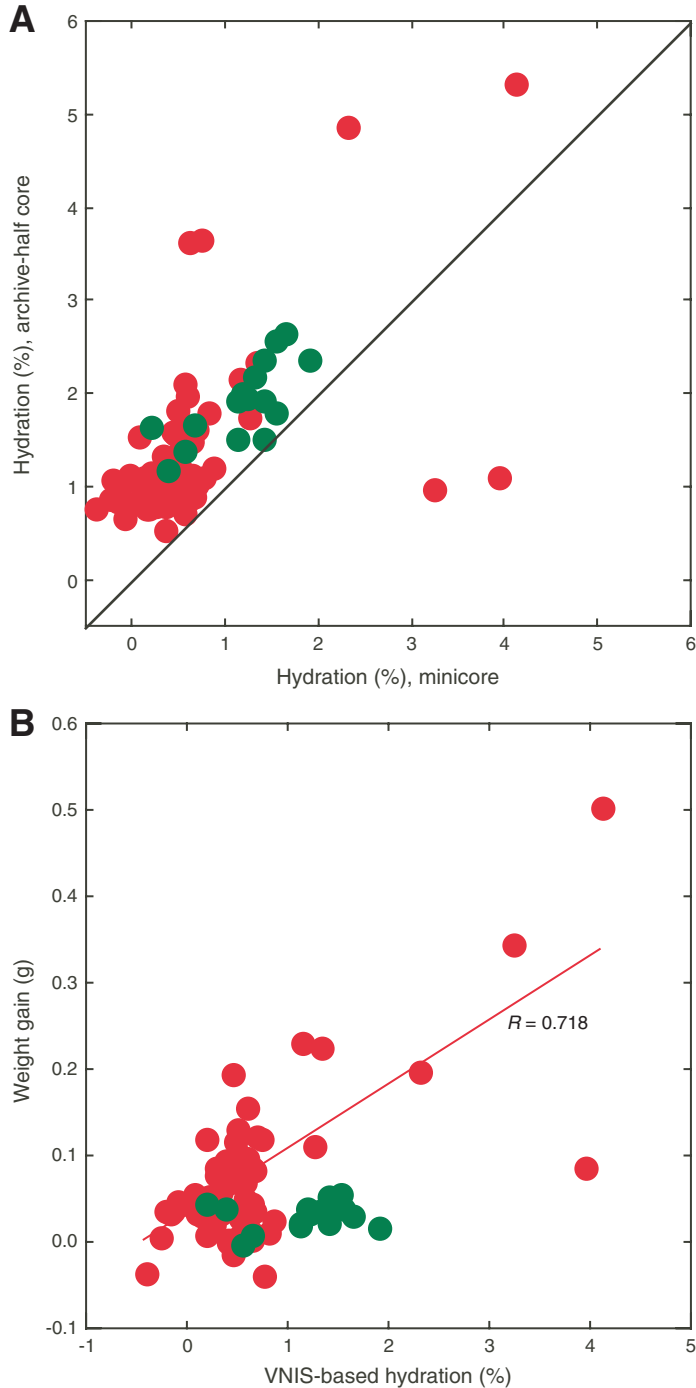 A
6
5
4
3
2
1
0
Hydration (%), archive-half core
0 1 2 3 4 5 6
Hydration (%), minicore
B
0.6
0.5
0.4
0.3
0.2
0.1
0.0
-0.1
Weight gain (g)
R = 0.718
-1 0 1 2 3 4 5
VNIS-based hydration (%)